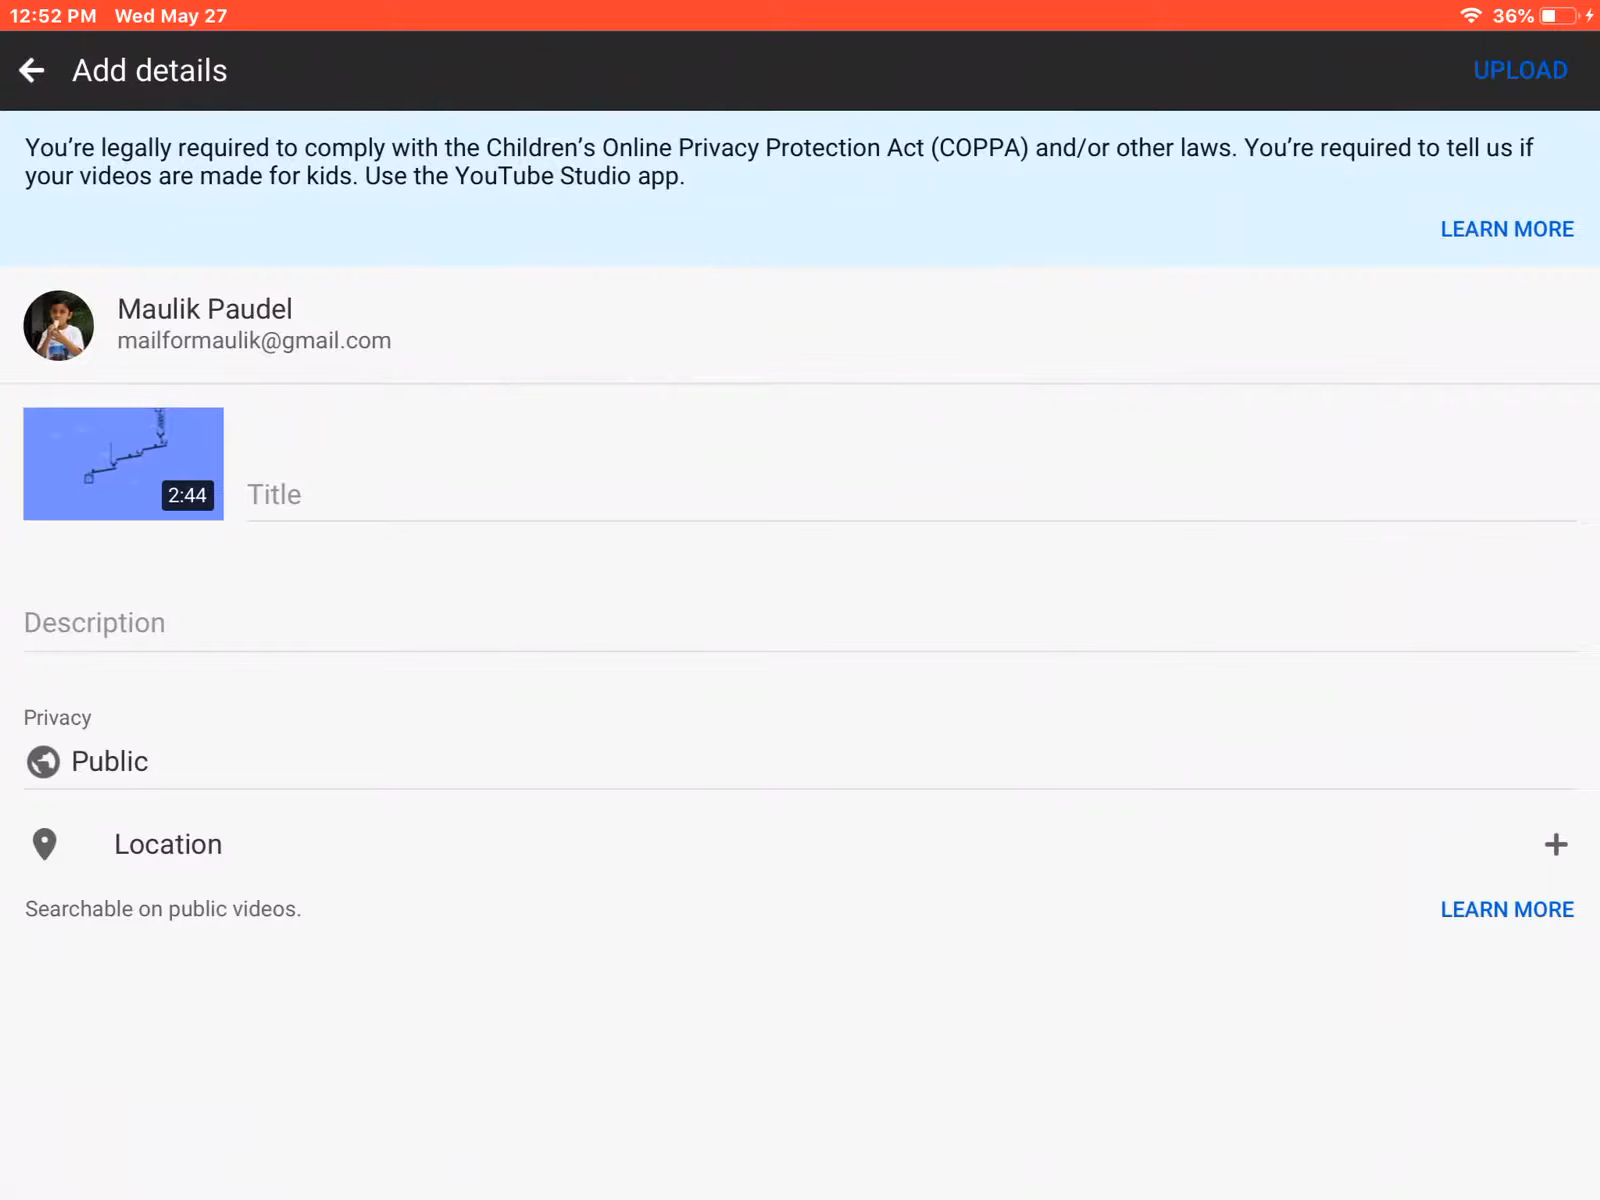 12:52 PM Wed May 27 36%
Add details UPLOAD
You’re legally required to comply with the Children’s Online Privacy Protection Act (COPPA) and/or other laws. You’re required to tell us if
your videos are made for kids. Use the YouTube Studio app.
LEARN MORE
Maulik Paudel
mailformaulik@gmail.com
2:44
Title
Description
Privacy
Public
Location
Searchable on public videos. LEARN MORE